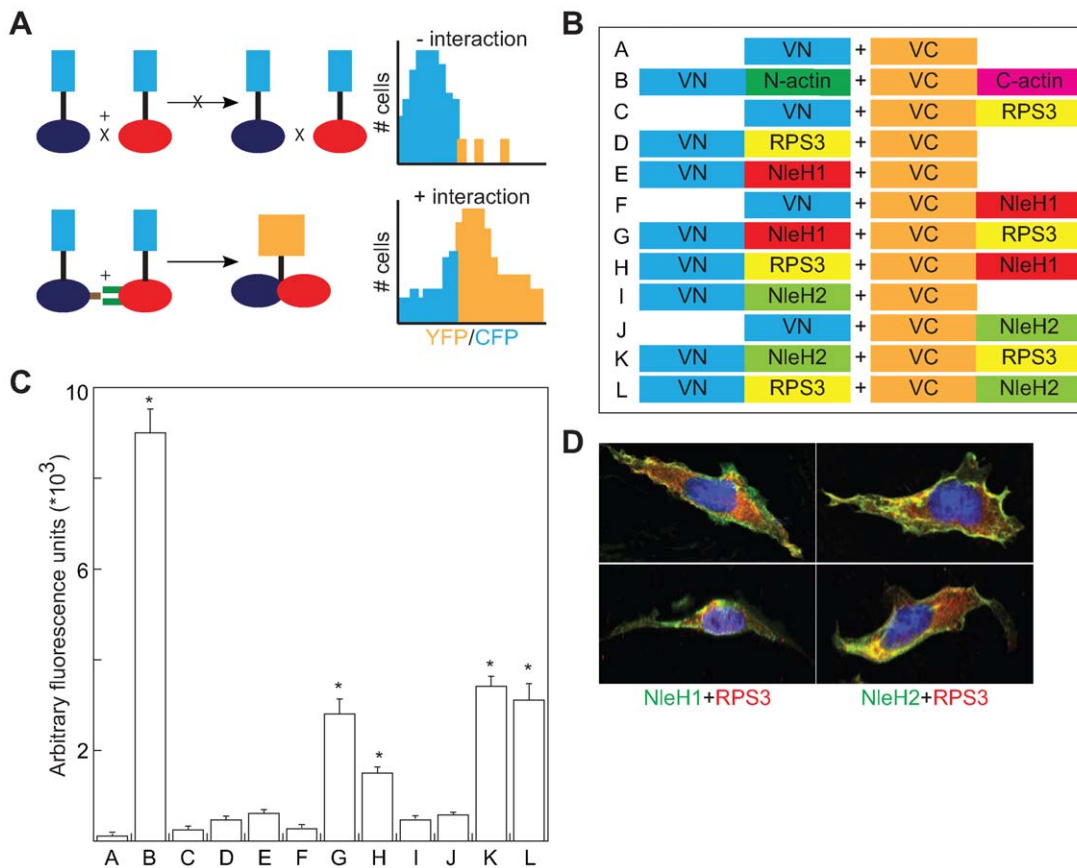 A
+
X
X
X
- interaction
# cells
+
+ interaction
# cells
YFP/CFP
B
A VN + VC
B VN N-actin + VC C-actin
C VN + VC RPS3
D VN RPS3 + VC
E VN NleH1 + VC
F VN + VC NleH1
G VN NleH1 + VC RPS3
H VN RPS3 + VC NleH1
I VN NleH2 + VC
J VN + VC NleH2
K VN NleH2 + VC RPS3
L VN RPS3 + VC NleH2
C
Arbitrary fluorescence units (*10³)
10
6
2
* * * * *
A B C D E F G H I J K L
D
NleH1+RPS3 NleH2+RPS3